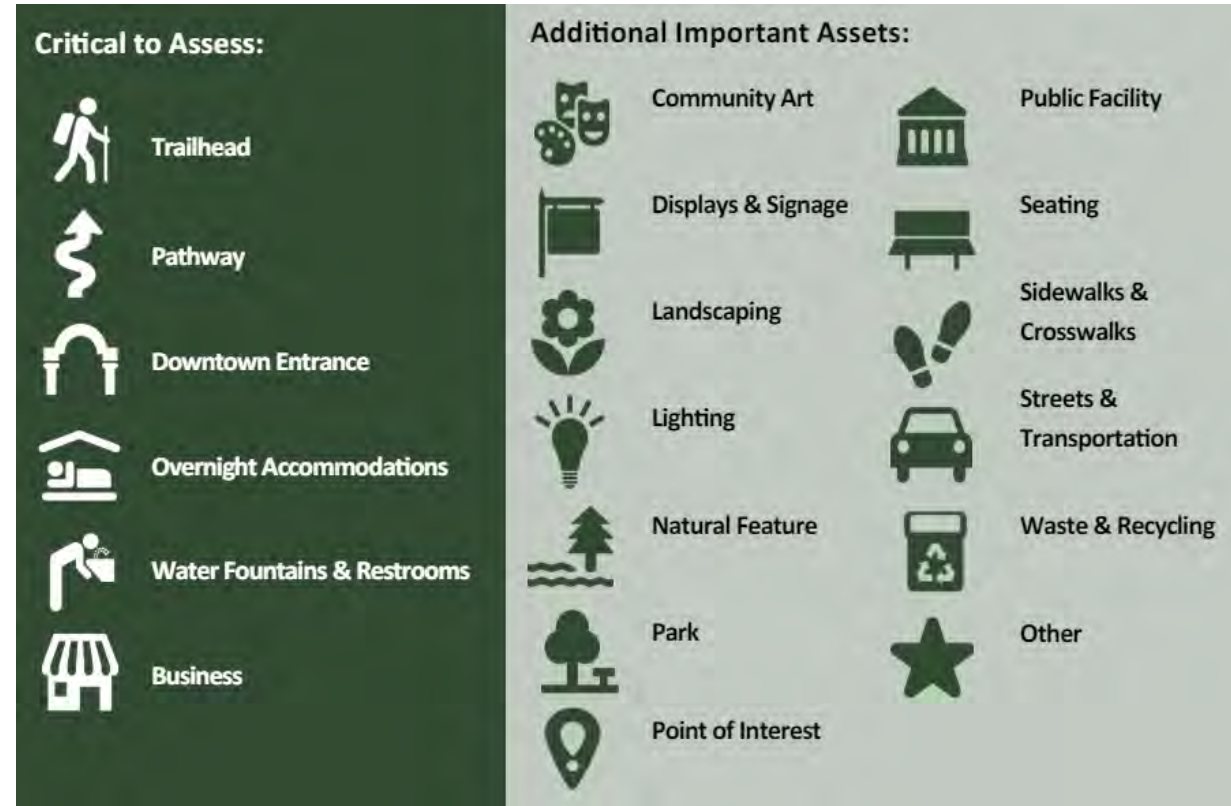 Critical to Assess:
Trailhead
Pathway
Downtown Entrance
Overnight Accommodations
Water Fountains & Restrooms
Business
Additional Important Assets:
Community Art
Displays & Signage
Landscaping
Lighting
Natural Feature
Park
Point of Interest
Public Facility
Seating
Sidewalks &
Crosswalks
Streets &
Transportation
Waste & Recycling
Other